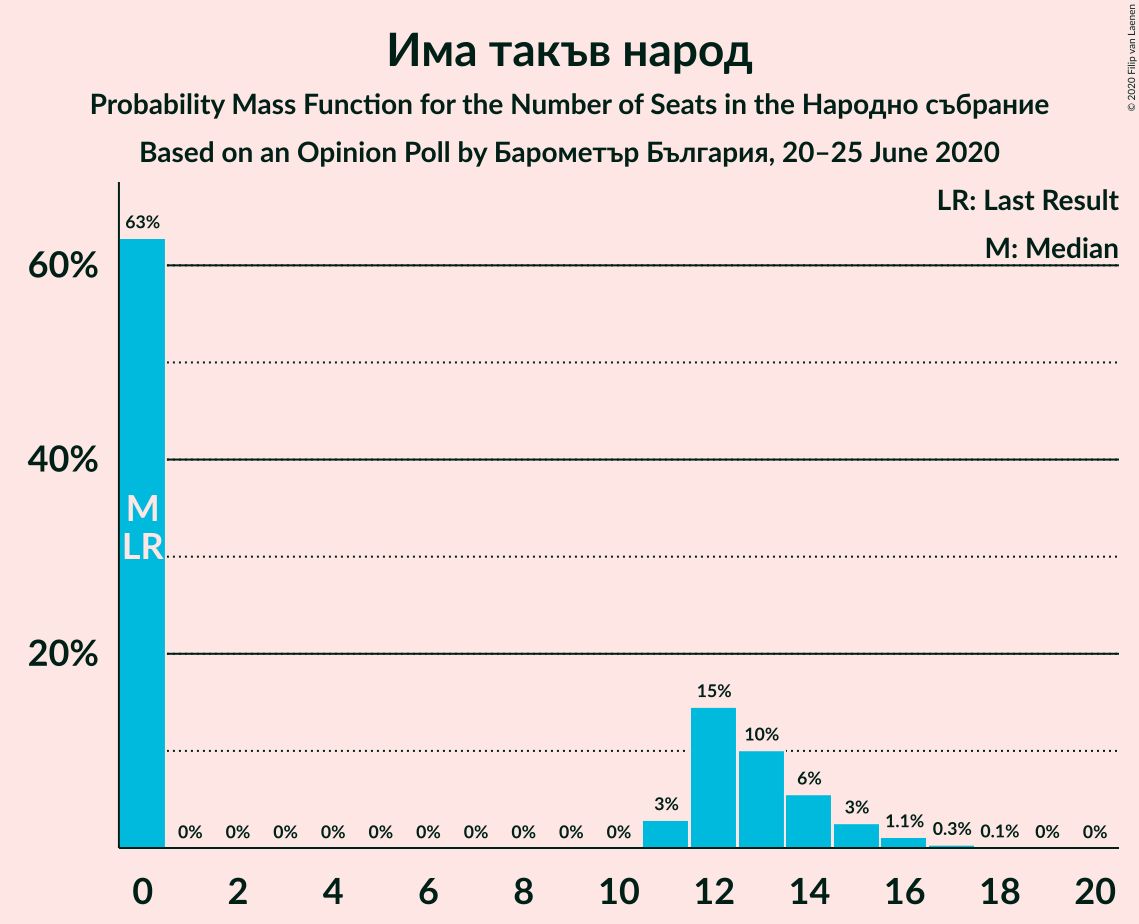 Има такъв народ
Probability Mass Function for the Number of Seats in the Народно събрание
Based on an Opinion Poll by Барометър България, 20–25 June 2020
© 2020 Filip van Laenen
LR: Last Result
M: Median
60%
40%
20%
63%
M
LR
0%
0%
0%
0%
0%
0%
0%
0%
0%
0%
3%
15%
10%
6%
3%
1.1%
0.3%
0.1%
0%
0%
0 2 4 6 8 10 12 14 16 18 20